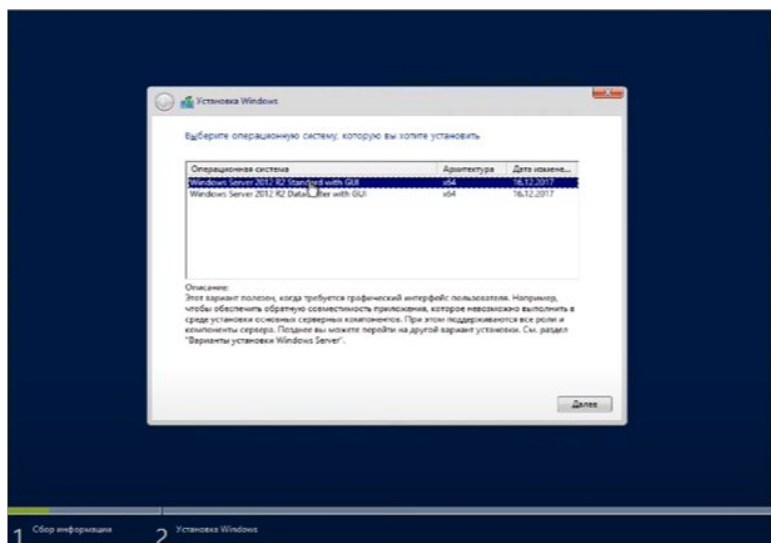 Установка Windows
Выберите операционную систему, которую вы хотите установить
Операционная система Архитектура Дата измене...
Windows Server 2012 R2 Standard with GUI x64 16.12.2017
Windows Server 2012 R2 Datacenter with GUI x64 16.12.2017
Описание:
Этот вариант полезен, когда требуется графический интерфейс пользователя. Например,
чтобы обеспечить обратную совместимость приложения, которое невозможно выполнить в
среде установки основных серверных компонентов. При этом поддерживаются все роли и
компоненты сервера. Позднее вы можете перейти на другой вариант установки. См. раздел
"Варианты установки Windows Server".
Далее
1 Сбор информации 2 Установка Windows